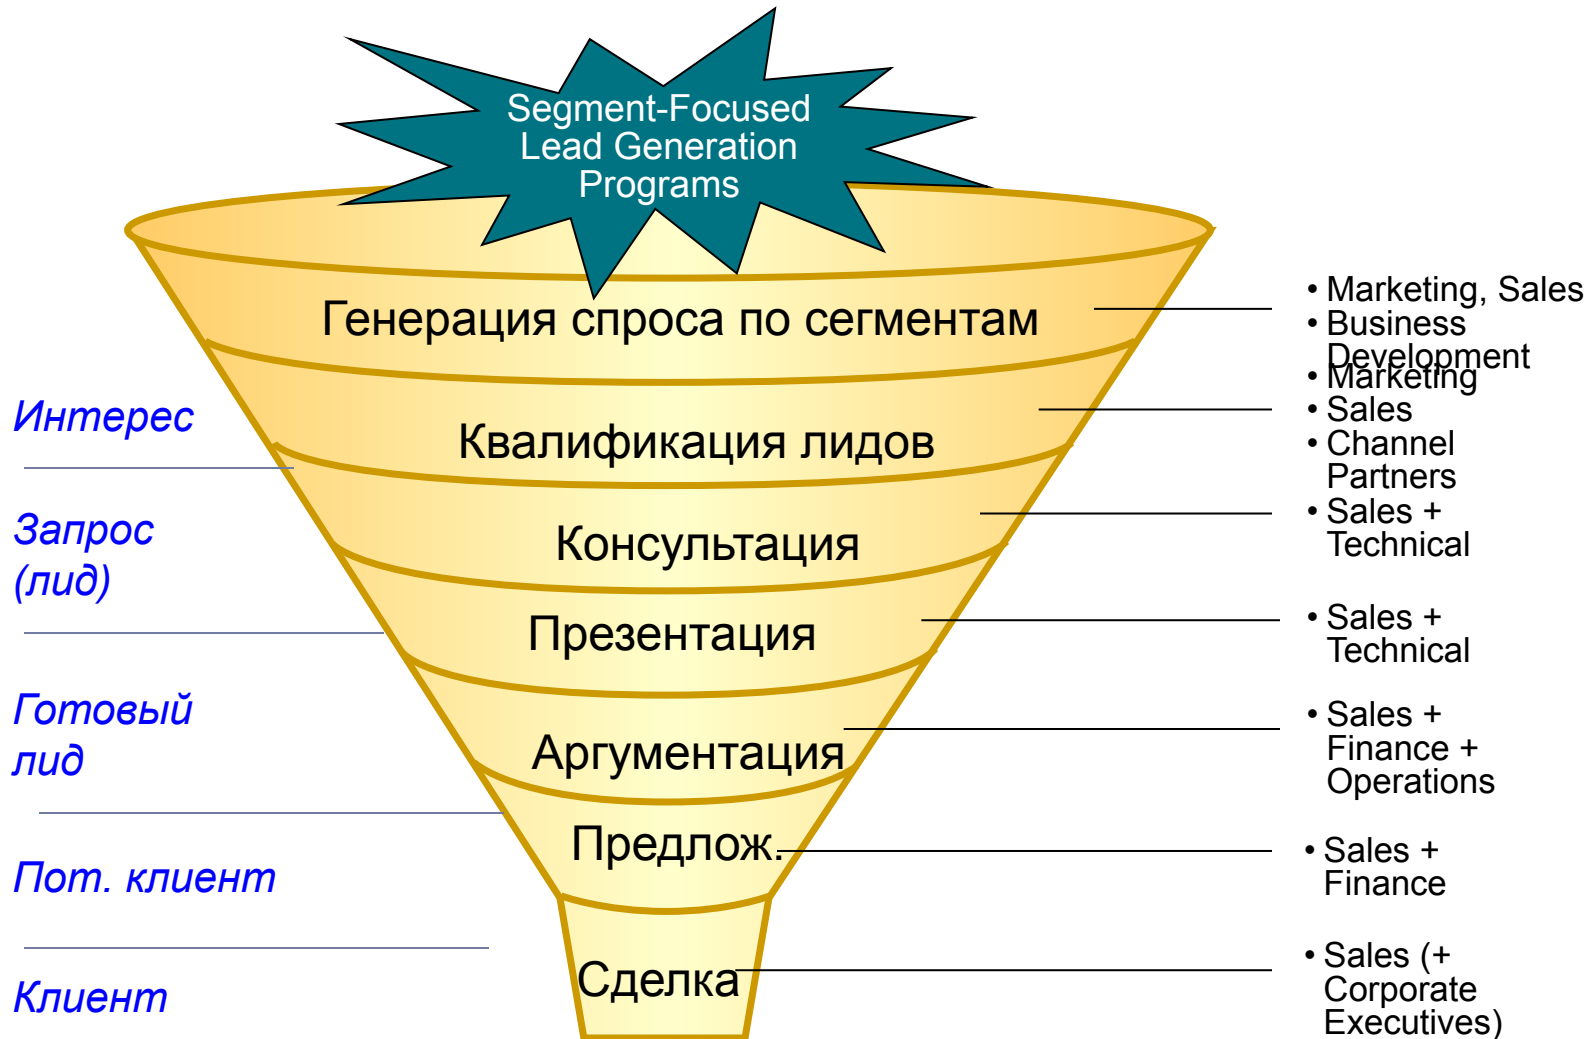 Segment-Focused
Lead Generation
Programs
Генерация спроса по сегментам
Квалификация лидов
Консультация
Презентация
Аргументация
Предлож.
Сделка
Интерес
Запрос
(лид)
Готовый
лид
Пот. клиент
Клиент
• Marketing, Sales
• Business
Development
• Marketing
• Sales
• Channel
Partners
• Sales +
Technical
• Sales +
Technical
• Sales +
Finance +
Operations
• Sales +
Finance
• Sales (+
Corporate
Executives)